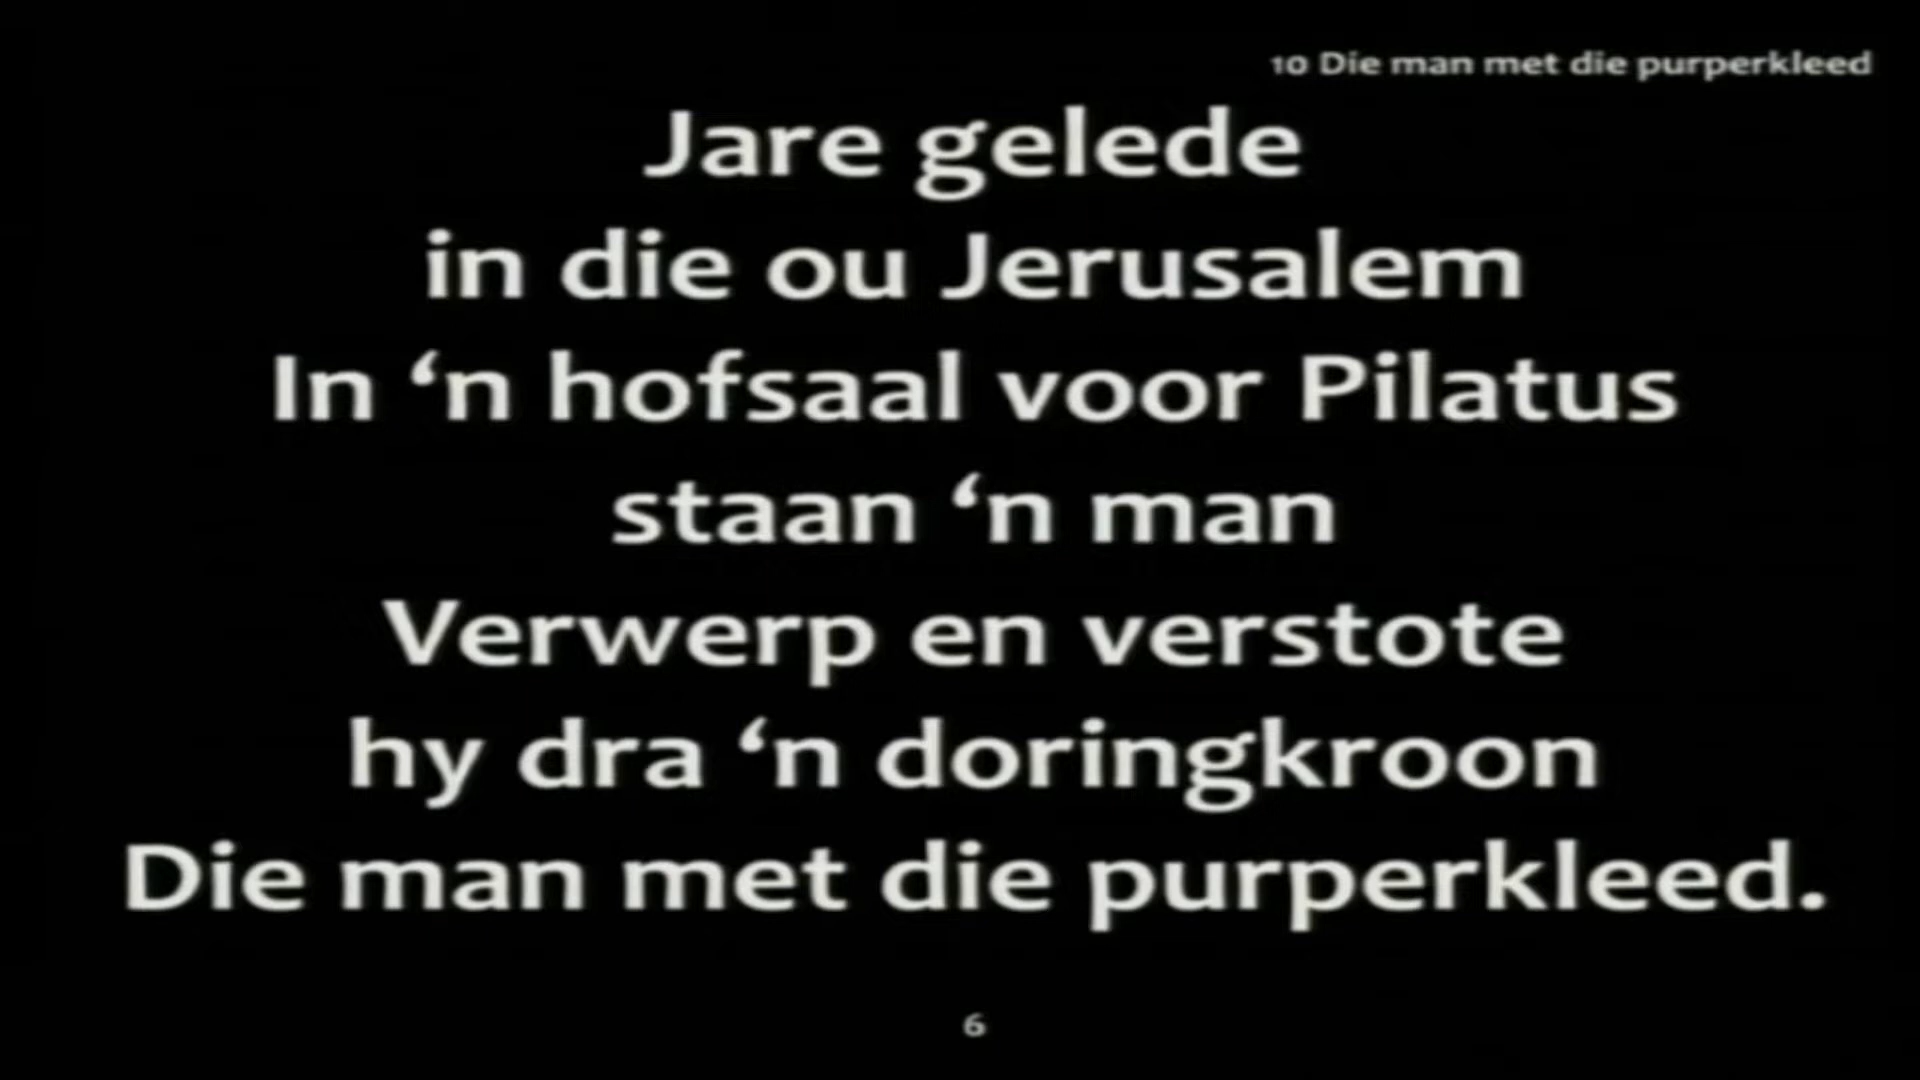 10 Die man met die purperkleed
Jare gelede
in die ou Jerusalem
In ‘n hofsaal voor Pilatus
staan ‘n man
Verwerp en verstote
hy dra ‘n doringkroon
Die man met die purperkleed.
6